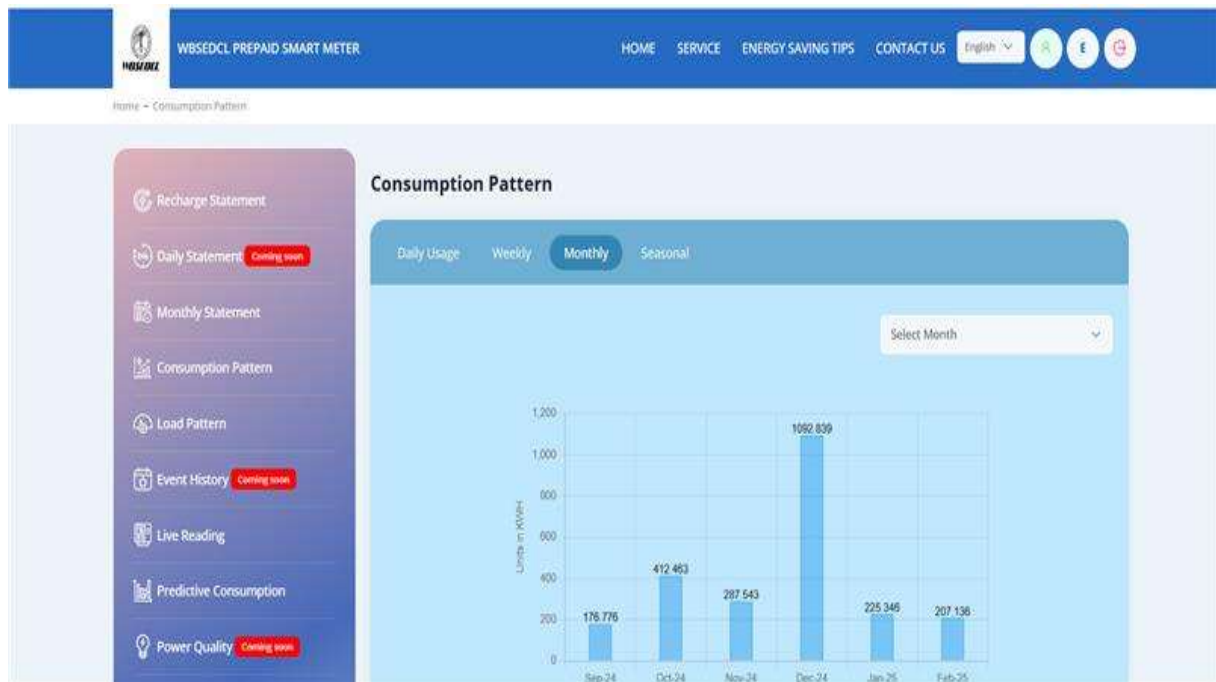 WBSEDCL
WBSEDCL PREPAID SMART METER
HOME SERVICE ENERGY SAVING TIPS CONTACT US English E
Home - Consumption Pattern
Recharge Statement
Daily Statement Coming soon
Monthly Statement
Consumption Pattern
Load Pattern
Event History Coming soon
Live Reading
Predictive Consumption
Power Quality Coming soon
Consumption Pattern
Daily Usage Weekly Monthly Seasonal
Select Month
Units in KWH
1,200
1,000
800
600
400
200
0
176.776
412.463
287.543
1092.839
225.346
207.136
Sep-24 Oct-24 Nov-24 Dec-24 Jan-25 Feb-25